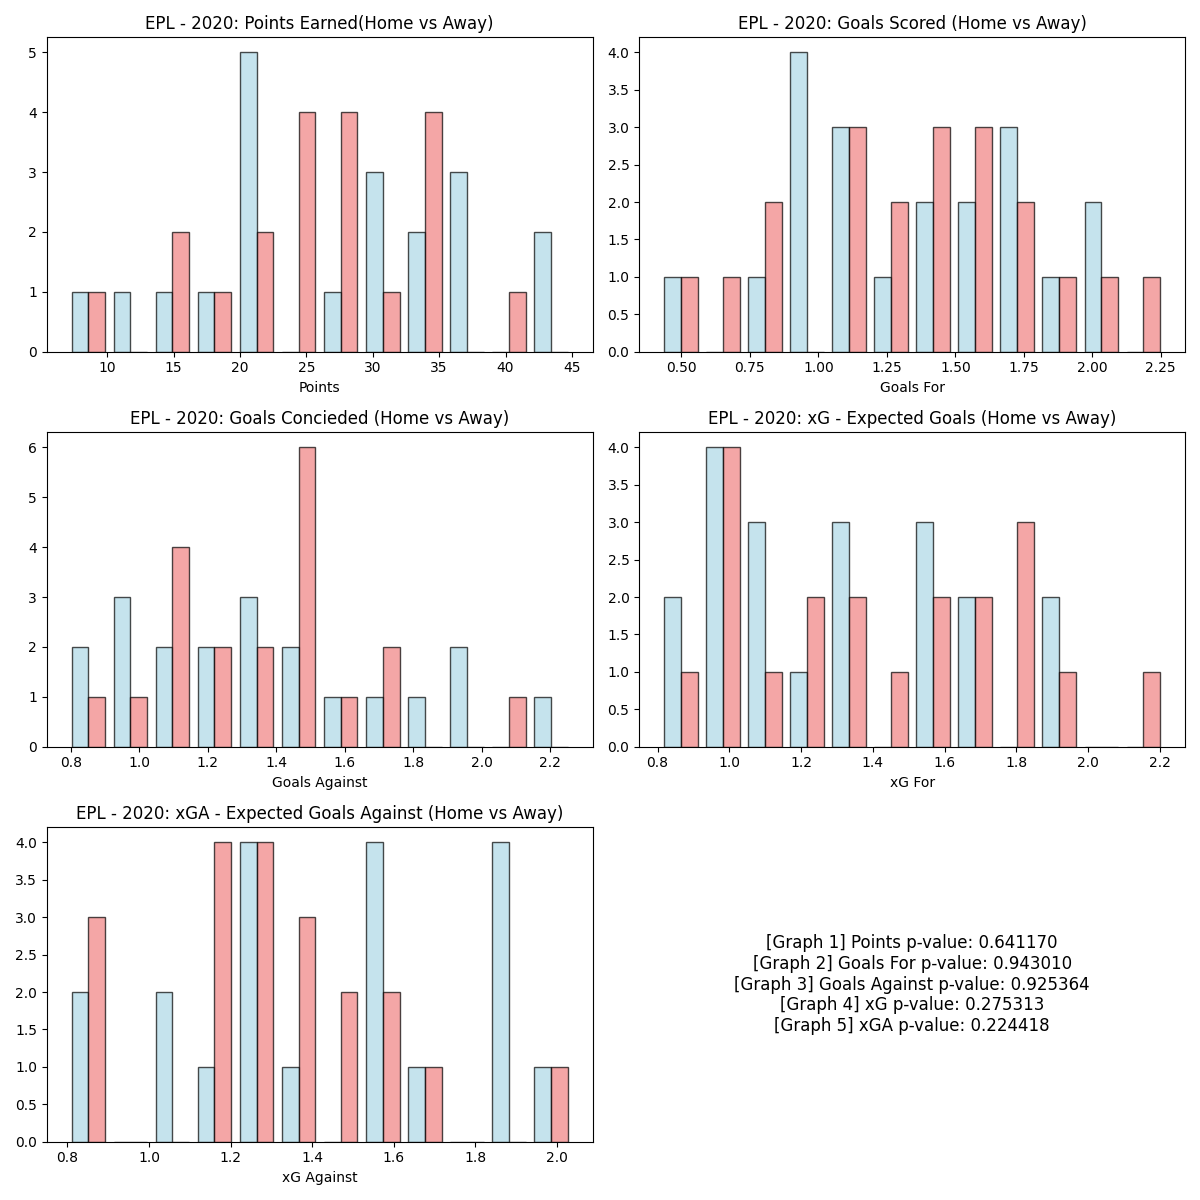 EPL - 2020: Points Earned(Home vs Away)
5
4
3
2
1
0
10 15 20 25 30 35 40 45
Points
EPL - 2020: Goals Scored (Home vs Away)
4.0
3.5
3.0
2.5
2.0
1.5
1.0
0.5
0.0
0.50 0.75 1.00 1.25 1.50 1.75 2.00 2.25
Goals For
EPL - 2020: Goals Concieded (Home vs Away)
6
5
4
3
2
1
0
0.8 1.0 1.2 1.4 1.6 1.8 2.0 2.2
Goals Against
EPL - 2020: xG - Expected Goals (Home vs Away)
4.0
3.5
3.0
2.5
2.0
1.5
1.0
0.5
0.0
0.8 1.0 1.2 1.4 1.6 1.8 2.0 2.2
xG For
EPL - 2020: xGA - Expected Goals Against (Home vs Away)
4.0
3.5
3.0
2.5
2.0
1.5
1.0
0.5
0.0
0.8 1.0 1.2 1.4 1.6 1.8 2.0
xG Against
[Graph 1] Points p-value: 0.641170
[Graph 2] Goals For p-value: 0.943010
[Graph 3] Goals Against p-value: 0.925364
[Graph 4] xG p-value: 0.275313
[Graph 5] xGA p-value: 0.224418